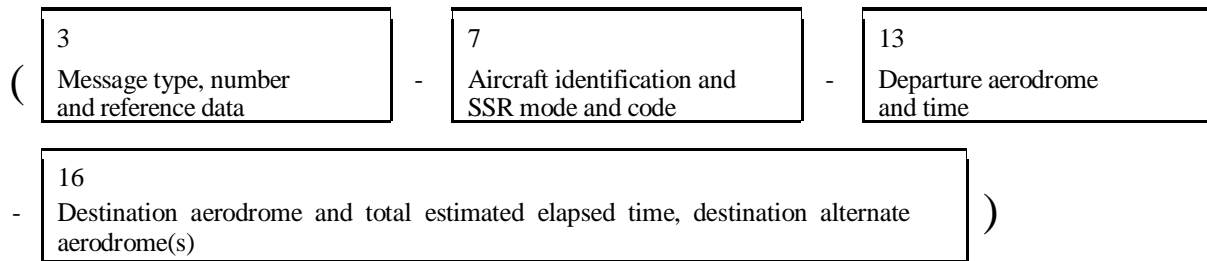 3 7 13
( Message type, number - Aircraft identification and - Departure aerodrome
and reference data SSR mode and code and time
16
- Destination aerodrome and total estimated elapsed time, destination alternate )
aerodrome(s)